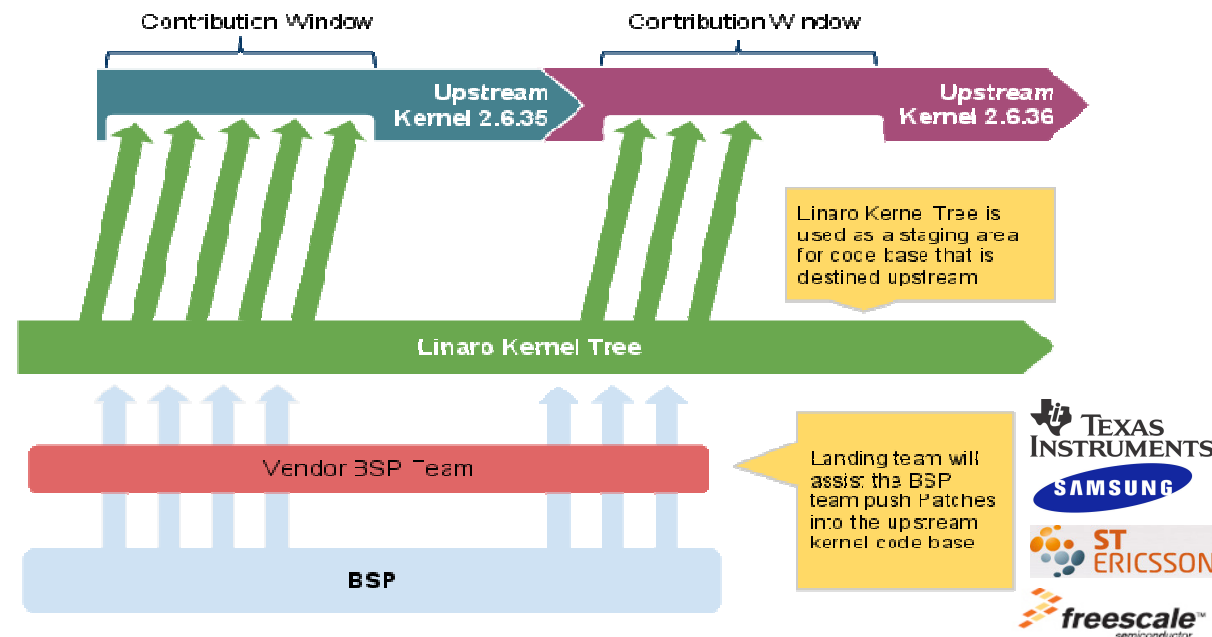 Contribution Window
Contribution Window
Upstream
Kernel 2.6.35
Upstream
Kernel 2.6.36
Linaro Kernel Tree is
used as a staging area
for code base that is
destined upstream
Linaro Kernel Tree
Vendor BSP Team
Landing team will
assist the BSP
team push Patches
into the upstream
kernel code base
BSP
TEXAS
INSTRUMENTS
SAMSUNG
ST
ERICSSON
freescale™
semiconductor